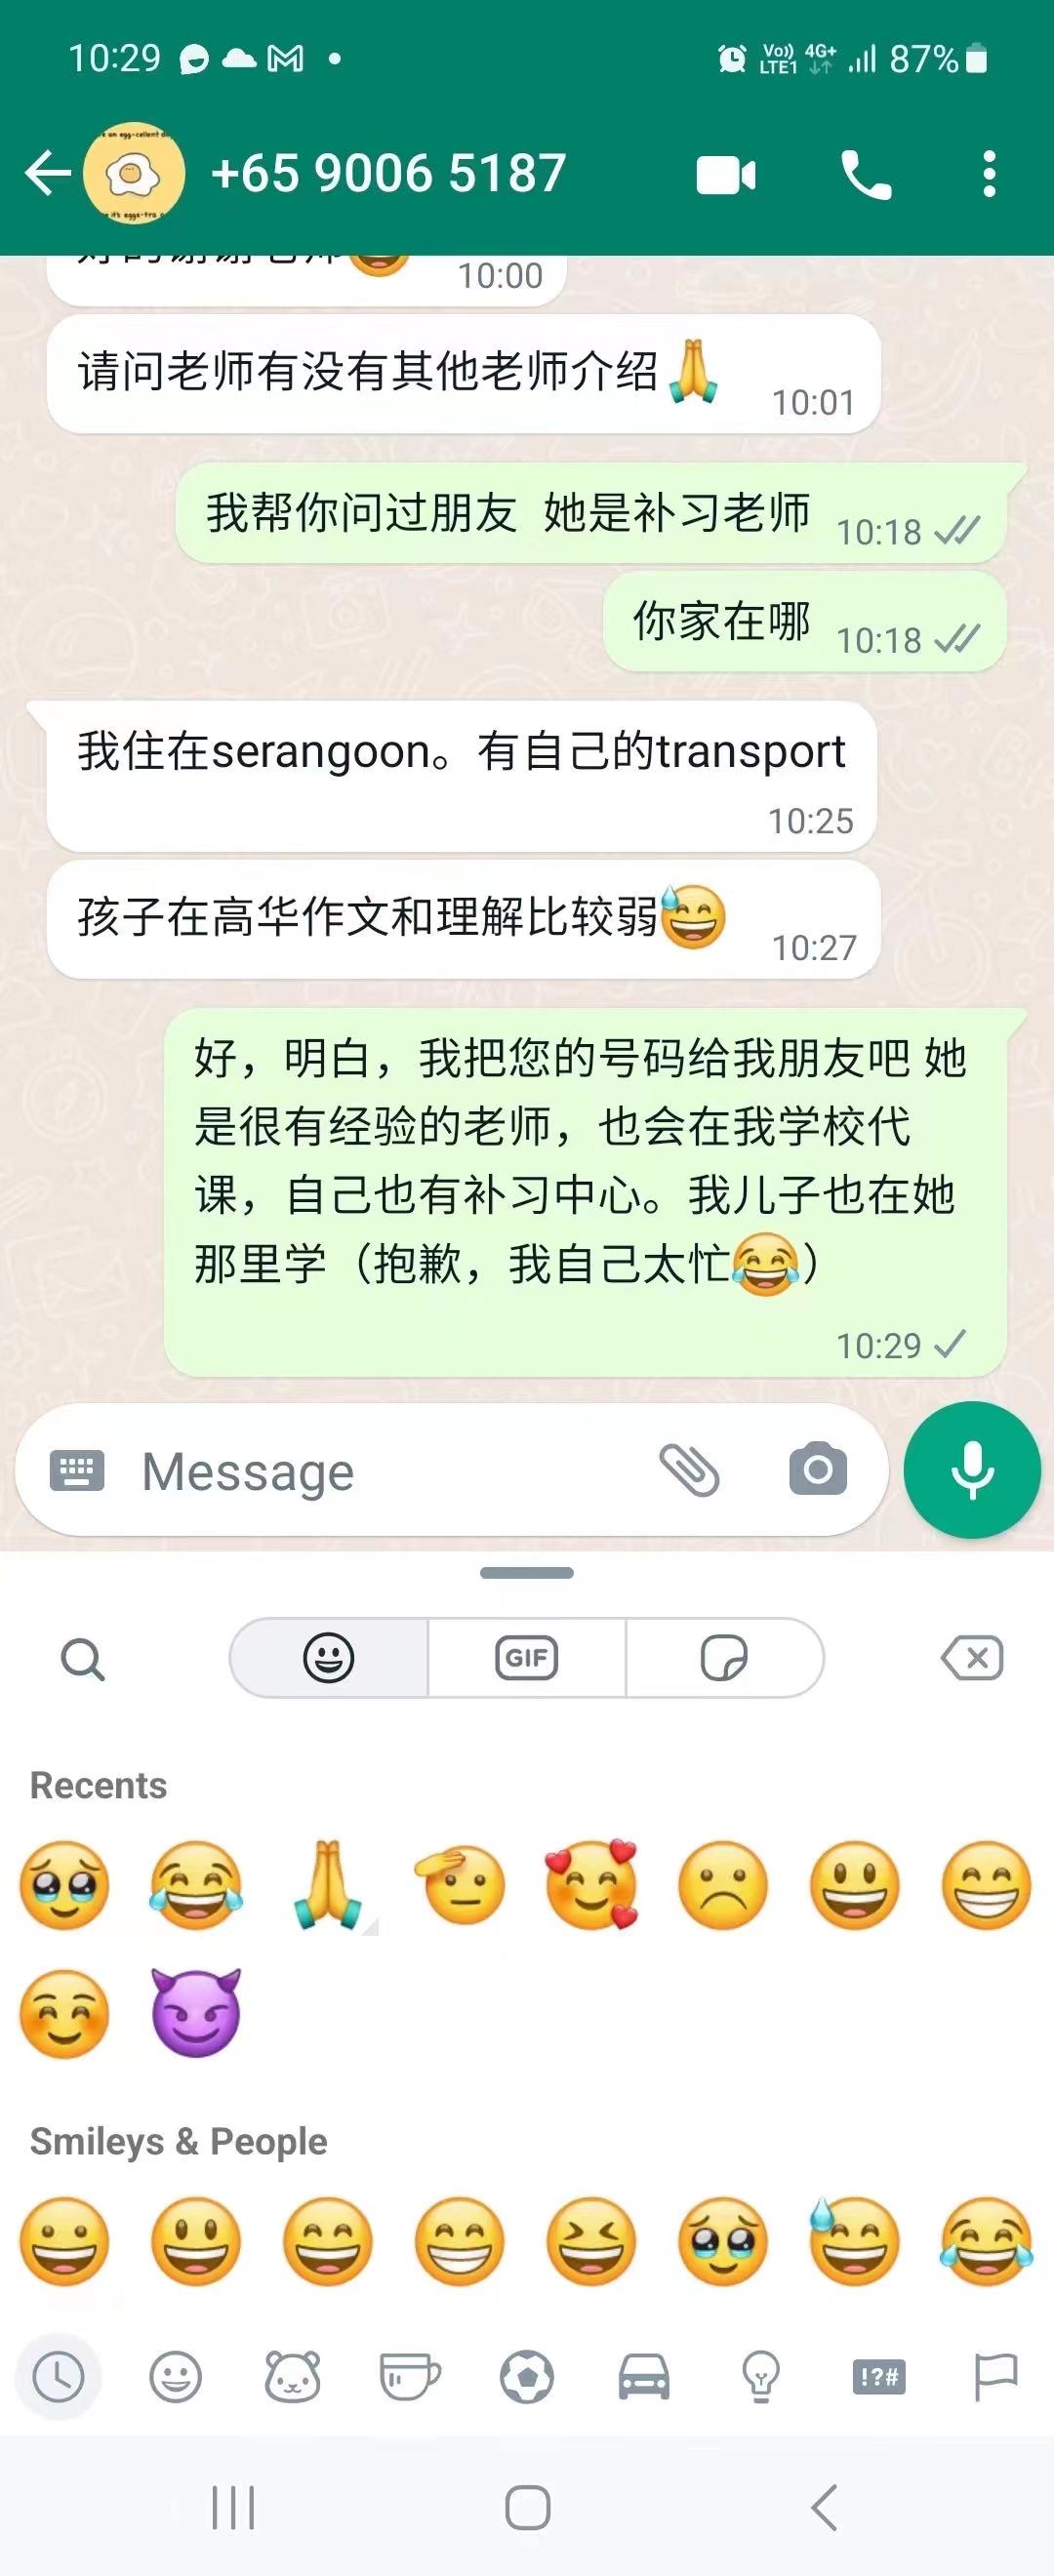 10:29
Vo)) LTE1 4G+ 87%
+65 9006 5187
10:00
请问老师有没有其他老师介绍🙏
10:01
我帮你问过朋友 她是补习老师
10:18
你家在哪
10:18
我住在serangoon。有自己的transport
10:25
孩子在高华作文和理解比较弱😅
10:27
好，明白，我把您的号码给我朋友吧 她
是很有经验的老师，也会在我学校代
课，自己也有补习中心。我儿子也在她
那里学（抱歉，我自己太忙😂）
10:29
Message
GIF
Recents
Smileys & People
!?#